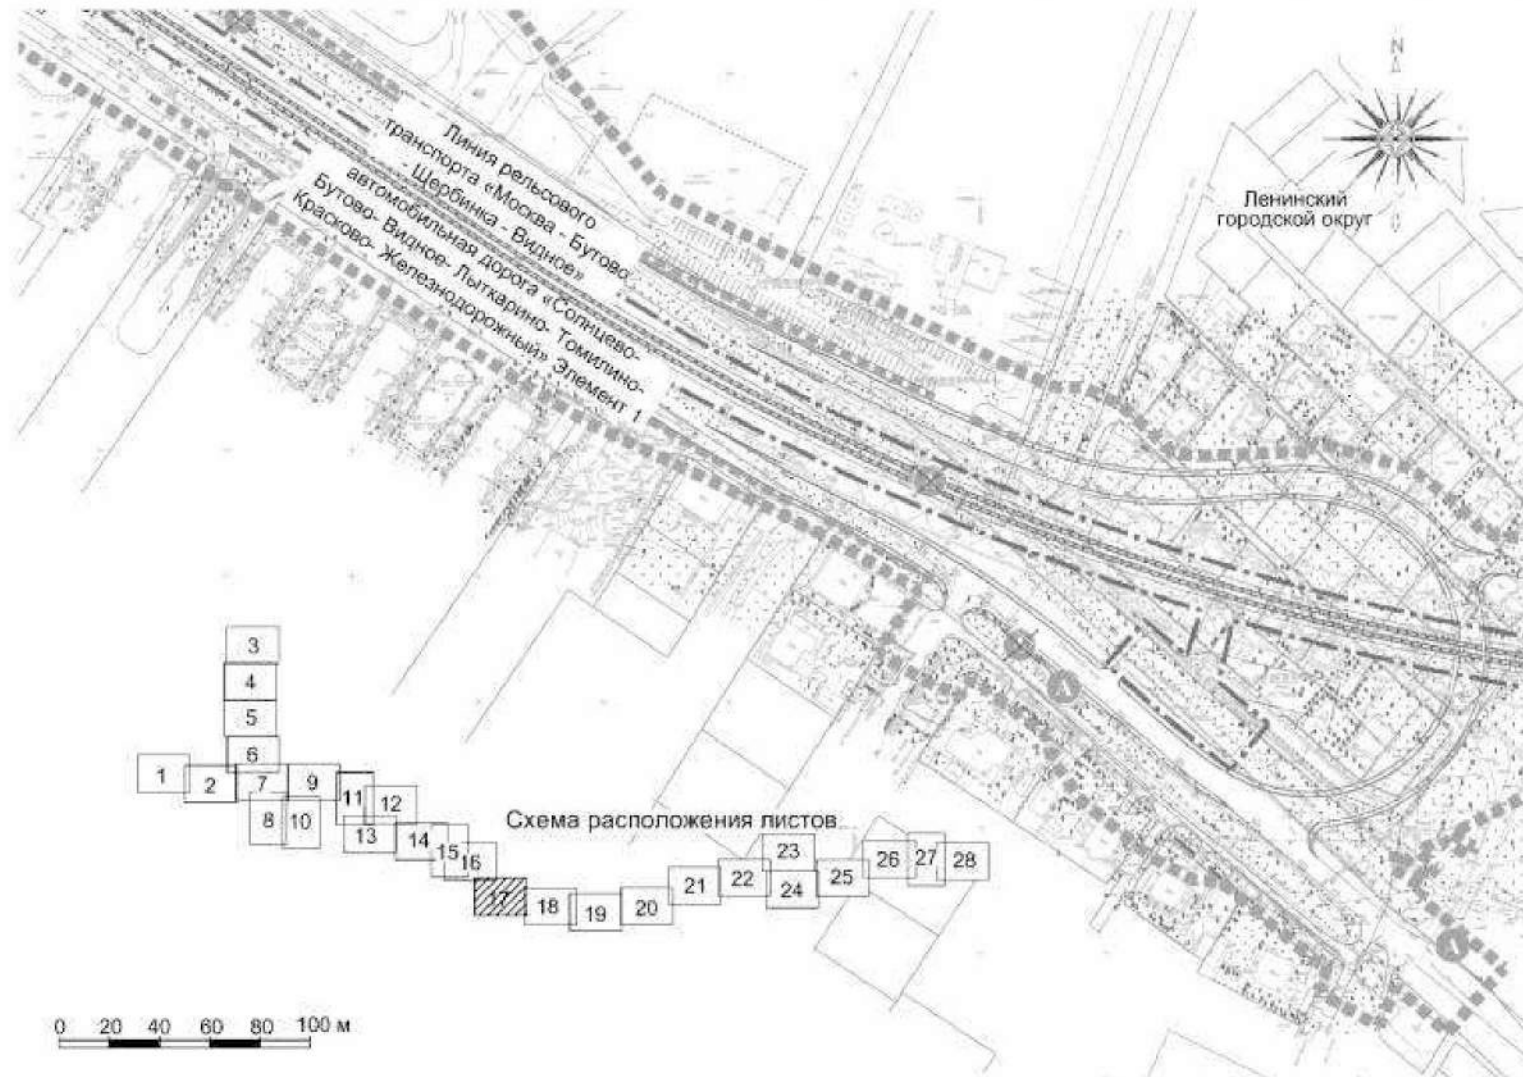 N
Ленинский
городской округ
Линия рельсового
транспорта «Москва - Бутово
- Щербинка - Видное»
автомобильная дорога «Солнцево-
Бутово- Видное- Лыткарино- Томилино-
Красково- Железнодорожный» Элемент 1
Схема расположения листов
3
4
5
6
1
2
7
9
8
10
11
12
13
14
15
16
17
18
19
20
21
22
23
24
25
26
27
28
0 20 40 60 80 100 м